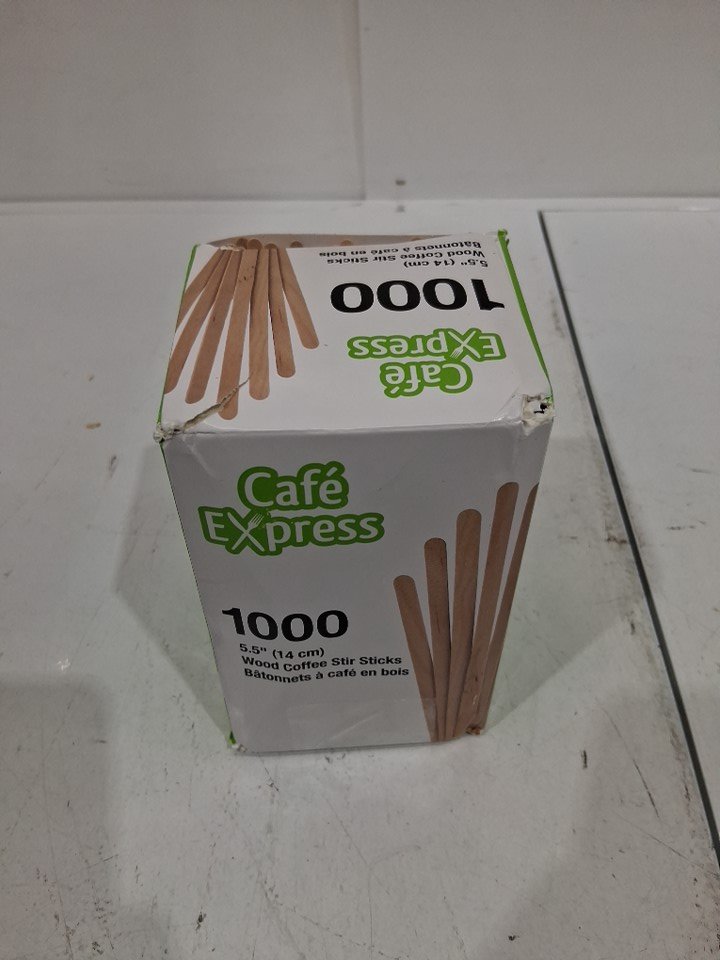 5.5" (14 cm)
Wood Coffee Stir Sticks
Bâtonnets à café en bois
1000
Café
EXpress
Café
EXpress
1000
5.5" (14 cm)
Wood Coffee Stir Sticks
Bâtonnets à café en bois